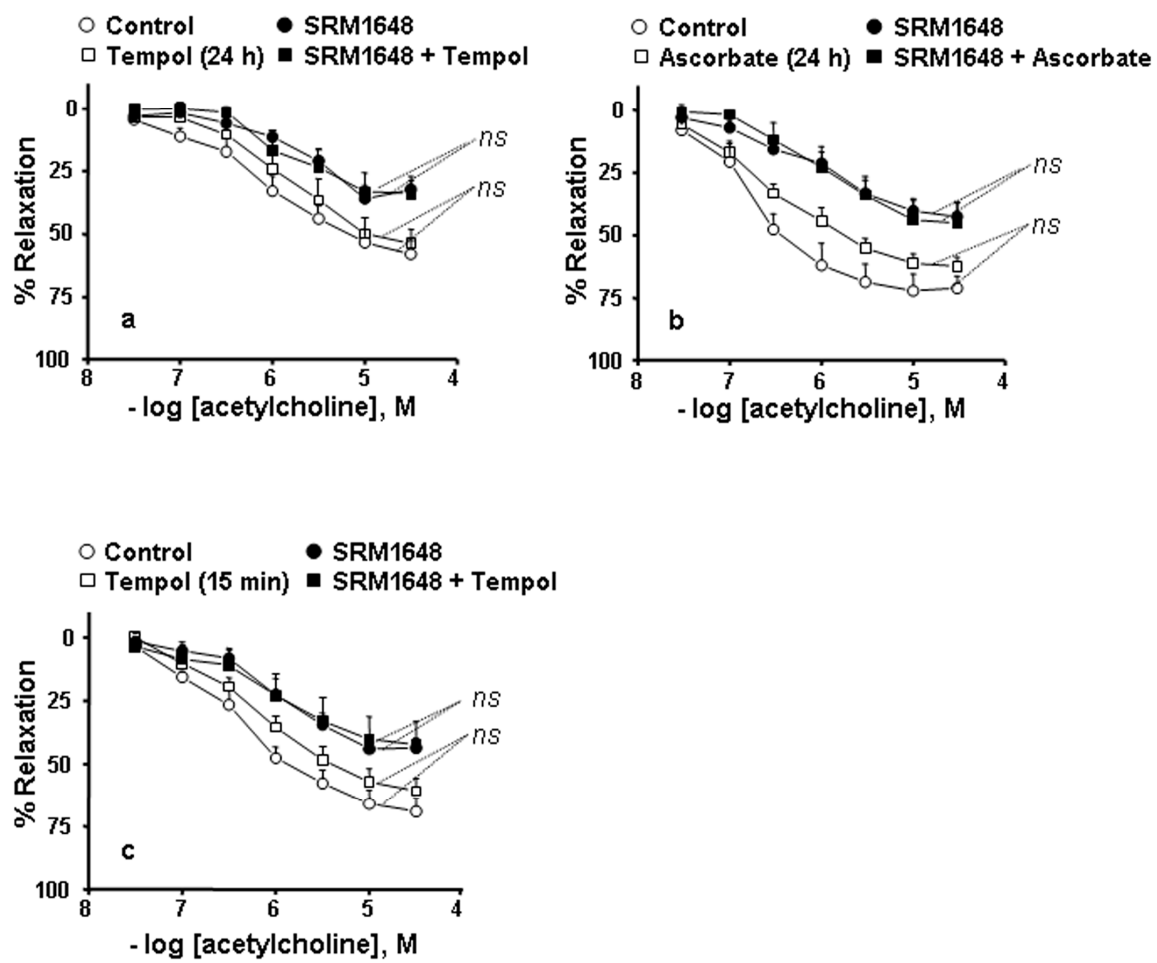 Control SRM1648
Tempol (24 h) SRM1648 + Tempol
0
25
50
75
100
% Relaxation
ns
ns
a
8 7 6 5 4
- log [acetylcholine], M
Control SRM1648
Ascorbate (24 h) SRM1648 + Ascorbate
0
25
50
75
100
% Relaxation
ns
ns
b
8 7 6 5 4
- log [acetylcholine], M
Control SRM1648
Tempol (15 min) SRM1648 + Tempol
0
25
50
75
100
% Relaxation
ns
ns
c
8 7 6 5 4
- log [acetylcholine], M